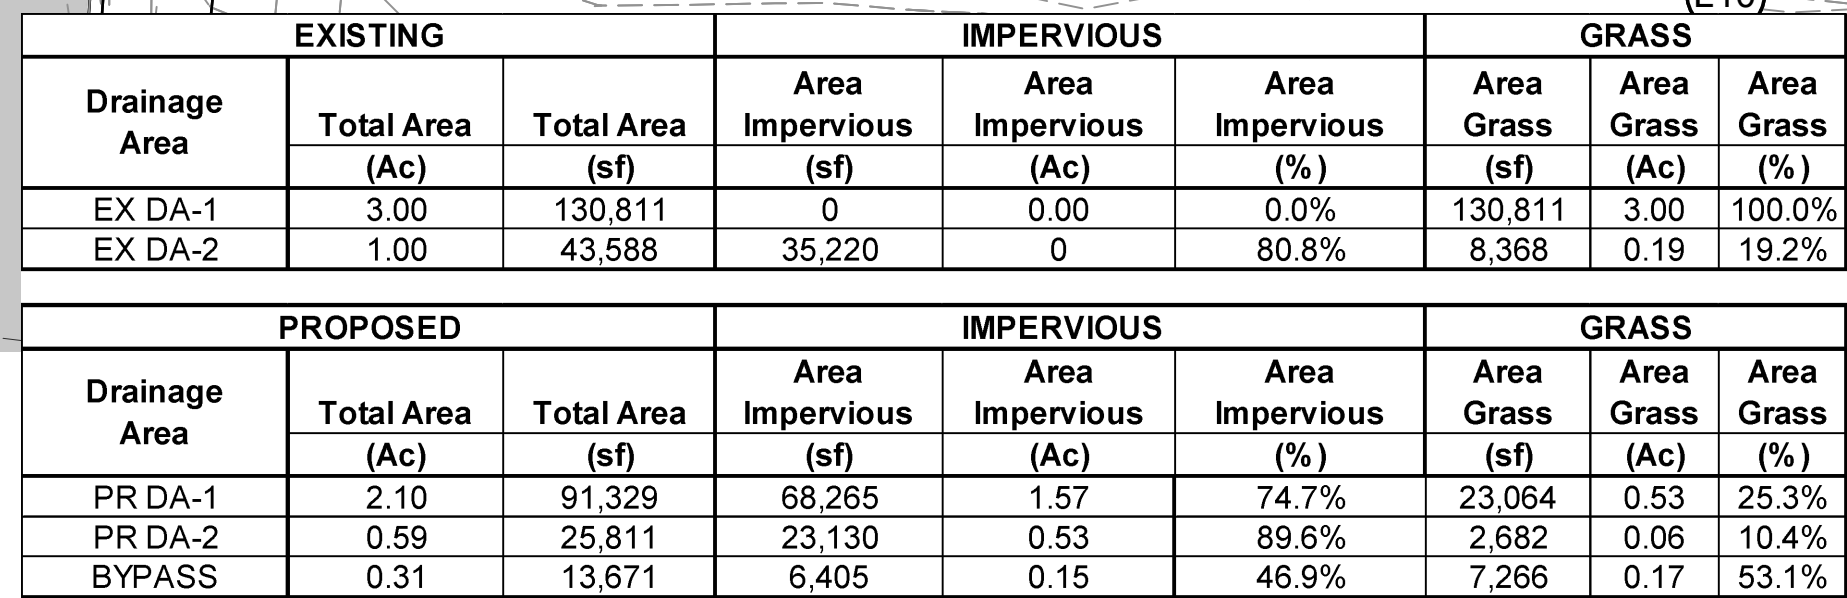 EXISTING IMPERVIOUS GRASS
Drainage Area Total Area Total Area Area Impervious Area Impervious Area Impervious Area Grass Area Grass Area Grass
(Ac) (sf) (sf) (Ac) (%) (sf) (Ac) (%)
EX DA-1 3.00 130,811 0 0.00 0.0% 130,811 3.00 100.0%
EX DA-2 1.00 43,588 35,220 0 80.8% 8,368 0.19 19.2%
PROPOSED IMPERVIOUS GRASS
Drainage Area Total Area Total Area Area Impervious Area Impervious Area Impervious Area Grass Area Grass Area Grass
(Ac) (sf) (sf) (Ac) (%) (sf) (Ac) (%)
PR DA-1 2.10 91,329 68,265 1.57 74.7% 23,064 0.53 25.3%
PR DA-2 0.59 25,811 23,130 0.53 89.6% 2,682 0.06 10.4%
BYPASS 0.31 13,671 6,405 0.15 46.9% 7,266 0.17 53.1%